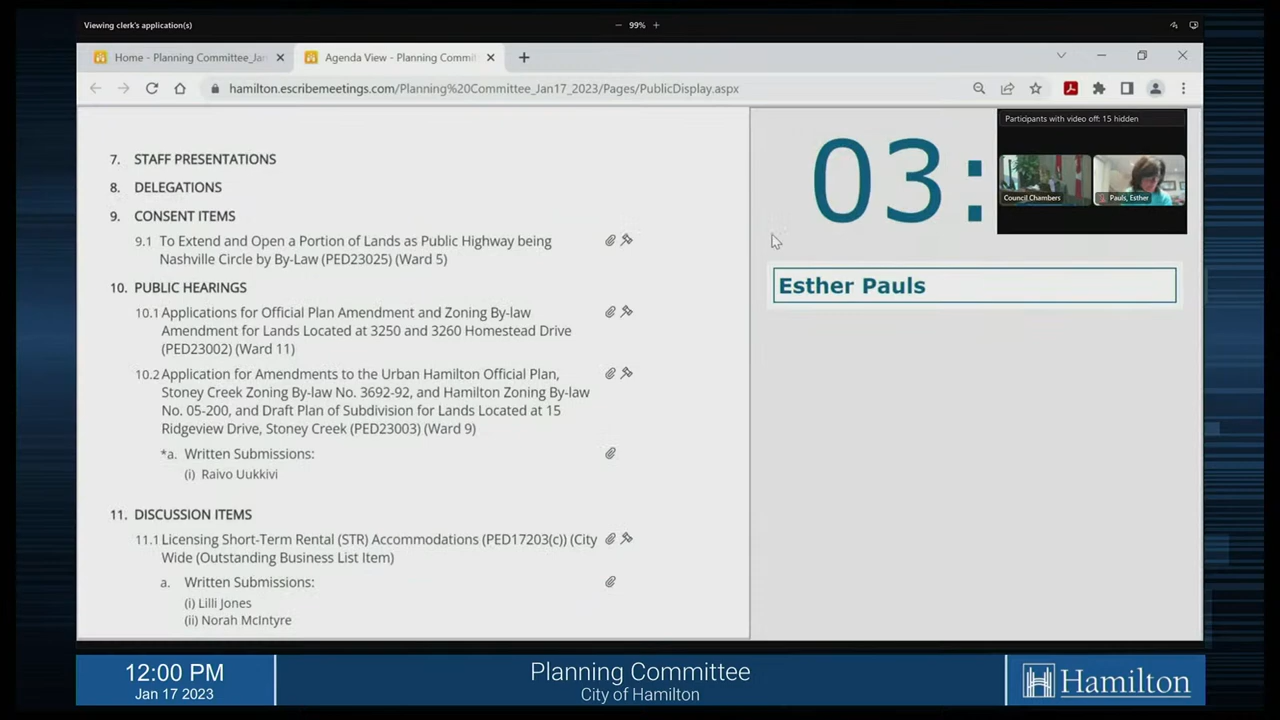 Viewing clerk's application(s)
99%
Home - Planning Committee_Jan
Agenda View - Planning Commit
hamilton.escribemeetings.com/Planning%20Committee_Jan17_2023/Pages/PublicDisplay.aspx
7. STAFF PRESENTATIONS
8. DELEGATIONS
9. CONSENT ITEMS
9.1 To Extend and Open a Portion of Lands as Public Highway being
Nashville Circle by By-Law (PED23025) (Ward 5)
10. PUBLIC HEARINGS
10.1 Applications for Official Plan Amendment and Zoning By-law
Amendment for Lands Located at 3250 and 3260 Homestead Drive
(PED23002) (Ward 11)
10.2 Application for Amendments to the Urban Hamilton Official Plan,
Stoney Creek Zoning By-law No. 3692-92, and Hamilton Zoning By-law
No. 05-200, and Draft Plan of Subdivision for Lands Located at 15
Ridgeview Drive, Stoney Creek (PED23003) (Ward 9)
*a. Written Submissions:
(i) Raivo Uukkivi
11. DISCUSSION ITEMS
11.1 Licensing Short-Term Rental (STR) Accommodations (PED17203(c)) (City
Wide (Outstanding Business List Item)
a. Written Submissions:
(i) Lilli Jones
(ii) Norah McIntyre
03:
Participants with video off: 15 hidden
Council Chambers
Pauls, Esther
Esther Pauls
12:00 PM
Jan 17 2023
Planning Committee
City of Hamilton
Hamilton